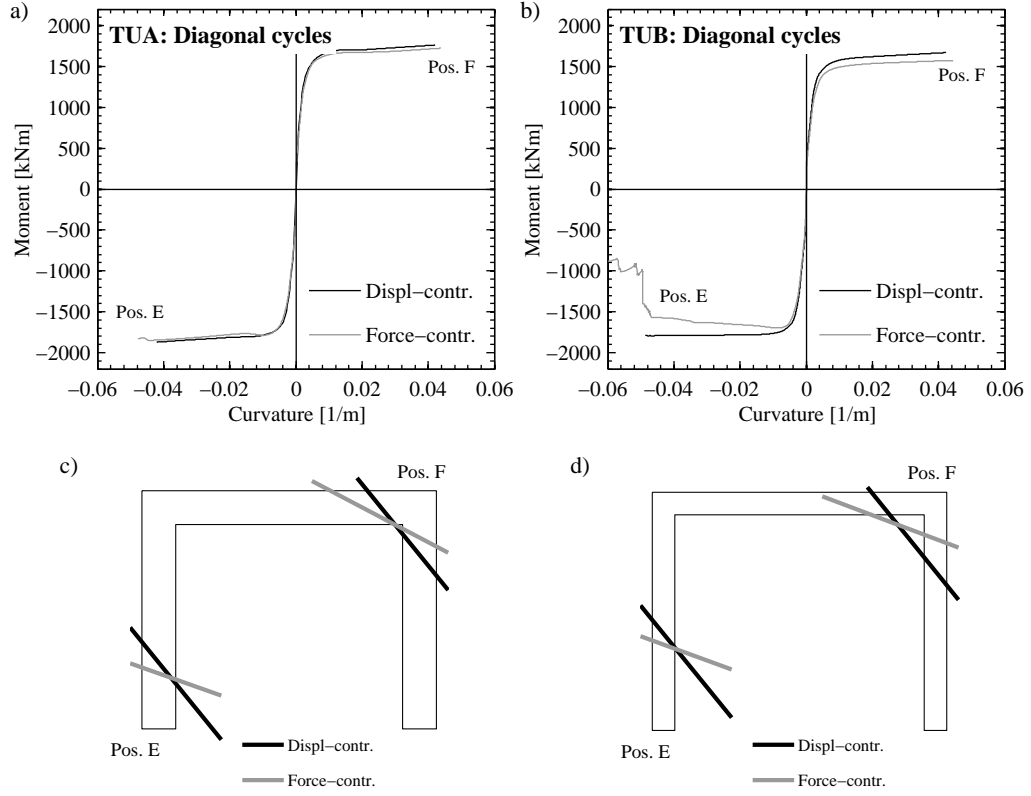 a)
TUA: Diagonal cycles
Pos. F
Pos. E
Displ−contr.
Force−contr.
2000
1500
1000
500
0
−500
−1000
−1500
−2000
Moment [kNm]
−0.06 −0.04 −0.02 0 0.02 0.04 0.06
Curvature [1/m]
b)
TUB: Diagonal cycles
Pos. F
Pos. E
Displ−contr.
Force−contr.
2000
1500
1000
500
0
−500
−1000
−1500
−2000
Moment [kNm]
−0.06 −0.04 −0.02 0 0.02 0.04 0.06
Curvature [1/m]
c)
Pos. F
Pos. E
Displ−contr.
Force−contr.
d)
Pos. F
Pos. E
Displ−contr.
Force−contr.